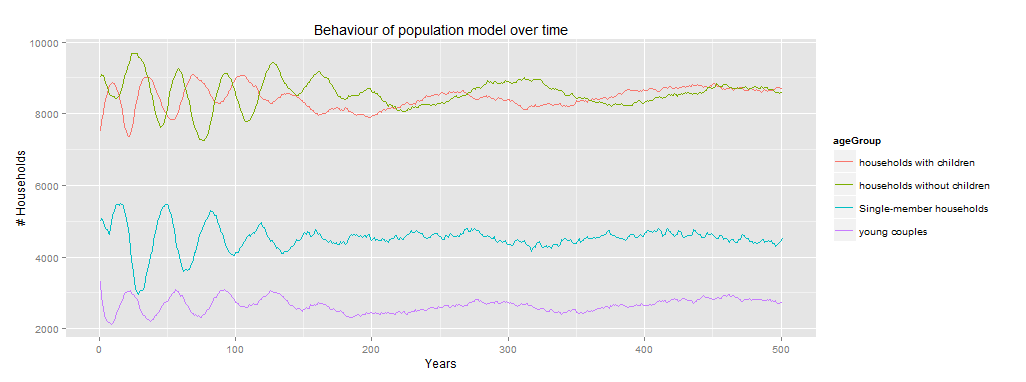 Behaviour of population model over time
# Households
10000
8000
6000
4000
2000
0
100
200
300
400
500
Years
ageGroup
households with children
households without children
Single-member households
young couples